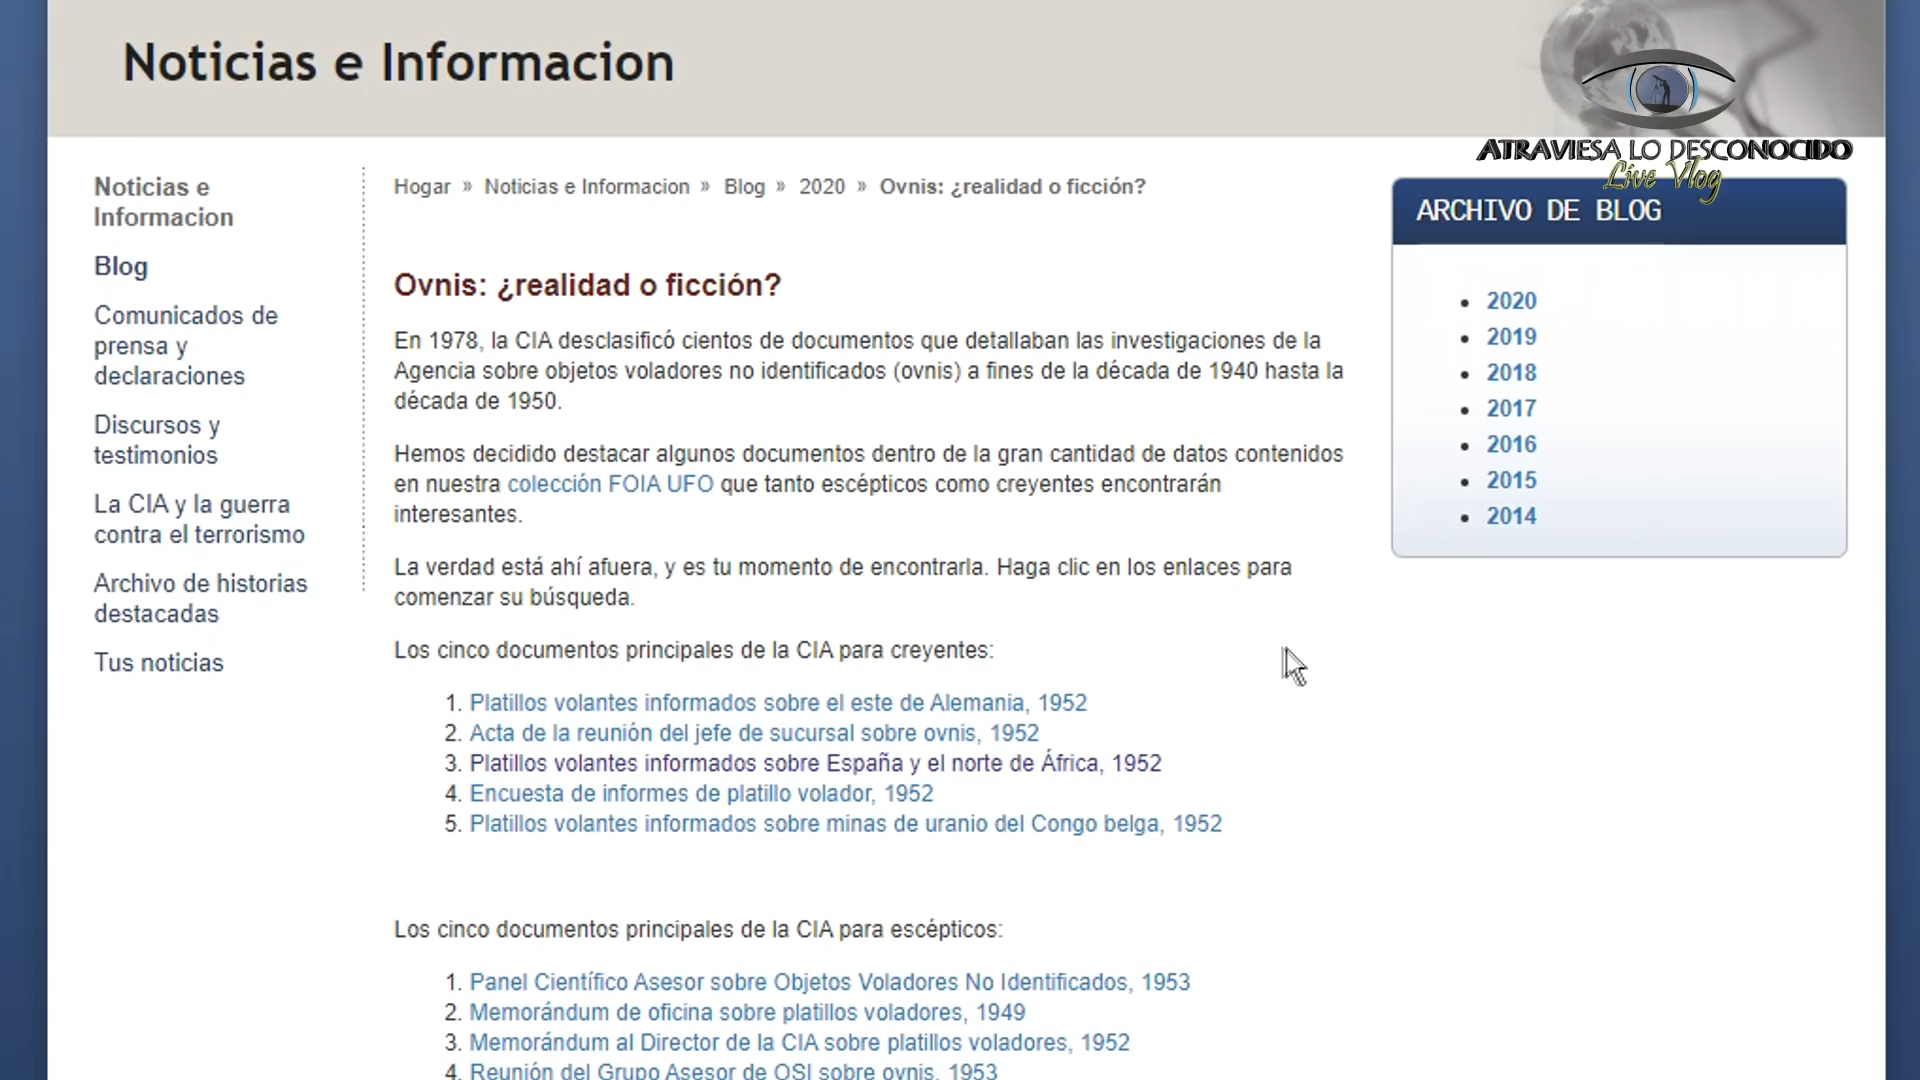 Noticias e Informacion
ATRAVIESA LO DESCONOCIDO
Live Vlog
Noticias e
Informacion
Blog
Comunicados de
prensa y
declaraciones
Discursos y
testimonios
La CIA y la guerra
contra el terrorismo
Archivo de historias
destacadas
Tus noticias
Hogar » Noticias e Informacion » Blog » 2020 » Ovnis: ¿realidad o ficción?
Ovnis: ¿realidad o ficción?
En 1978, la CIA desclasificó cientos de documentos que detallaban las investigaciones de la
Agencia sobre objetos voladores no identificados (ovnis) a fines de la década de 1940 hasta la
década de 1950.
Hemos decidido destacar algunos documentos dentro de la gran cantidad de datos contenidos
en nuestra colección FOIA UFO que tanto escépticos como creyentes encontrarán
interesantes.
La verdad está ahí afuera, y es tu momento de encontrarla. Haga clic en los enlaces para
comenzar su búsqueda.
Los cinco documentos principales de la CIA para creyentes:
1. Platillos volantes informados sobre el este de Alemania, 1952
2. Acta de la reunión del jefe de sucursal sobre ovnis, 1952
3. Platillos volantes informados sobre España y el norte de África, 1952
4. Encuesta de informes de platillo volador, 1952
5. Platillos volantes informados sobre minas de uranio del Congo belga, 1952
Los cinco documentos principales de la CIA para escépticos:
1. Panel Científico Asesor sobre Objetos Voladores No Identificados, 1953
2. Memorándum de oficina sobre platillos voladores, 1949
3. Memorándum al Director de la CIA sobre platillos voladores, 1952
4. Reunión del Grupo Asesor de OSI sobre ovnis, 1953
ARCHIVO DE BLOG
2020
2019
2018
2017
2016
2015
2014